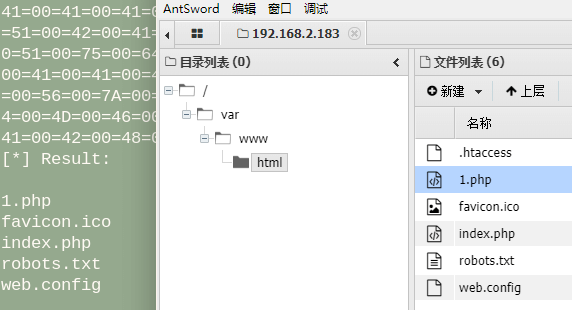 41=00=41=00=41=0
=51=00=42=00=41=
0=51=00=75=00=64
00=41=00=41=00=4
=00=56=00=7A=00=
4=00=4D=00=46=00
41=00=42=00=48=0
[*] Result:
1.php
favicon.ico
index.php
robots.txt
web.config
AntSword 编辑 窗口 调试
192.168.2.183
目录列表 (0)
/
var
www
html
文件列表 (6)
新建 上层
名称
.htaccess
1.php
favicon.ico
index.php
robots.txt
web.config